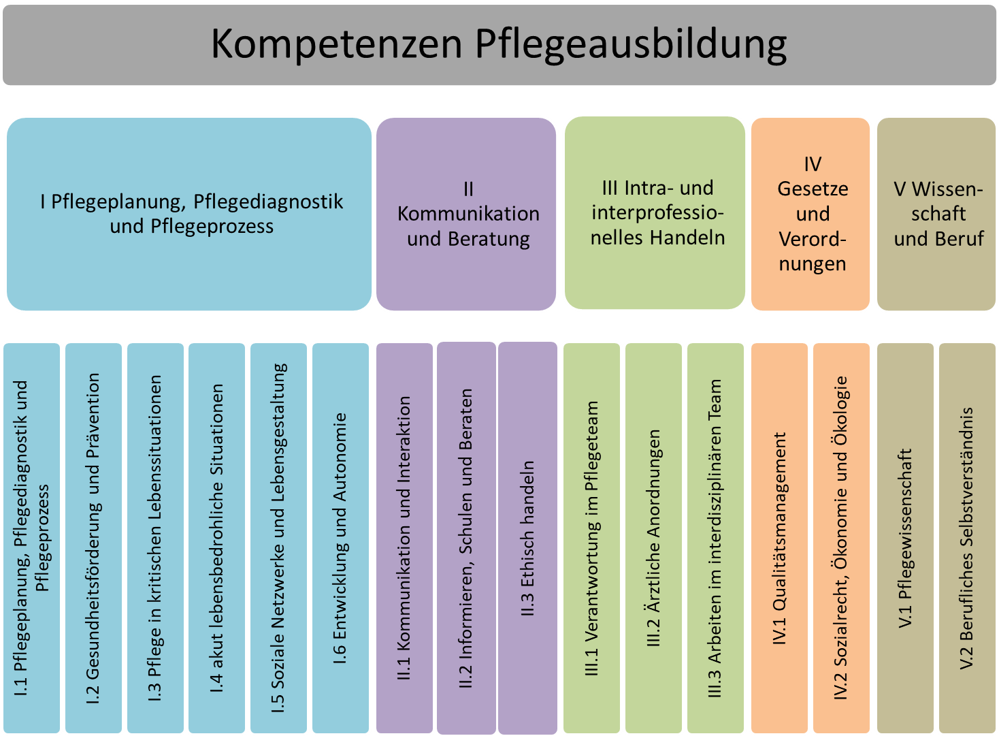 Kompetenzen Pflegeausbildung
I Pflegeplanung, Pflegediagnostik
und Pflegeprozess
II
Kommunikation
und Beratung
III Intra- und
interprofessio-
nelles Handeln
IV
Gesetze
und
Verord-
nungen
V Wissen-
schaft
und Beruf
I.1 Pflegeplanung, Pflegediagnostik und
Pflegeprozess
I.2 Gesundheitsförderung und Prävention
I.3 Pflege in kritischen Lebenssituationen
I.4 akut lebensbedrohliche Situationen
I.5 Soziale Netzwerke und Lebensgestaltung
I.6 Entwicklung und Autonomie
II.1 Kommunikation und Interaktion
II.2 Informieren, Schulen und Beraten
II.3 Ethisch handeln
III.1 Verantwortung im Pflegeteam
III.2 Ärztliche Anordnungen
III.3 Arbeiten im interdisziplinären Team
IV.1 Qualitätsmanagement
IV.2 Sozialrecht, Ökonomie und Ökologie
V.1 Pflegewissenschaft
V.2 Berufliches Selbstverständnis